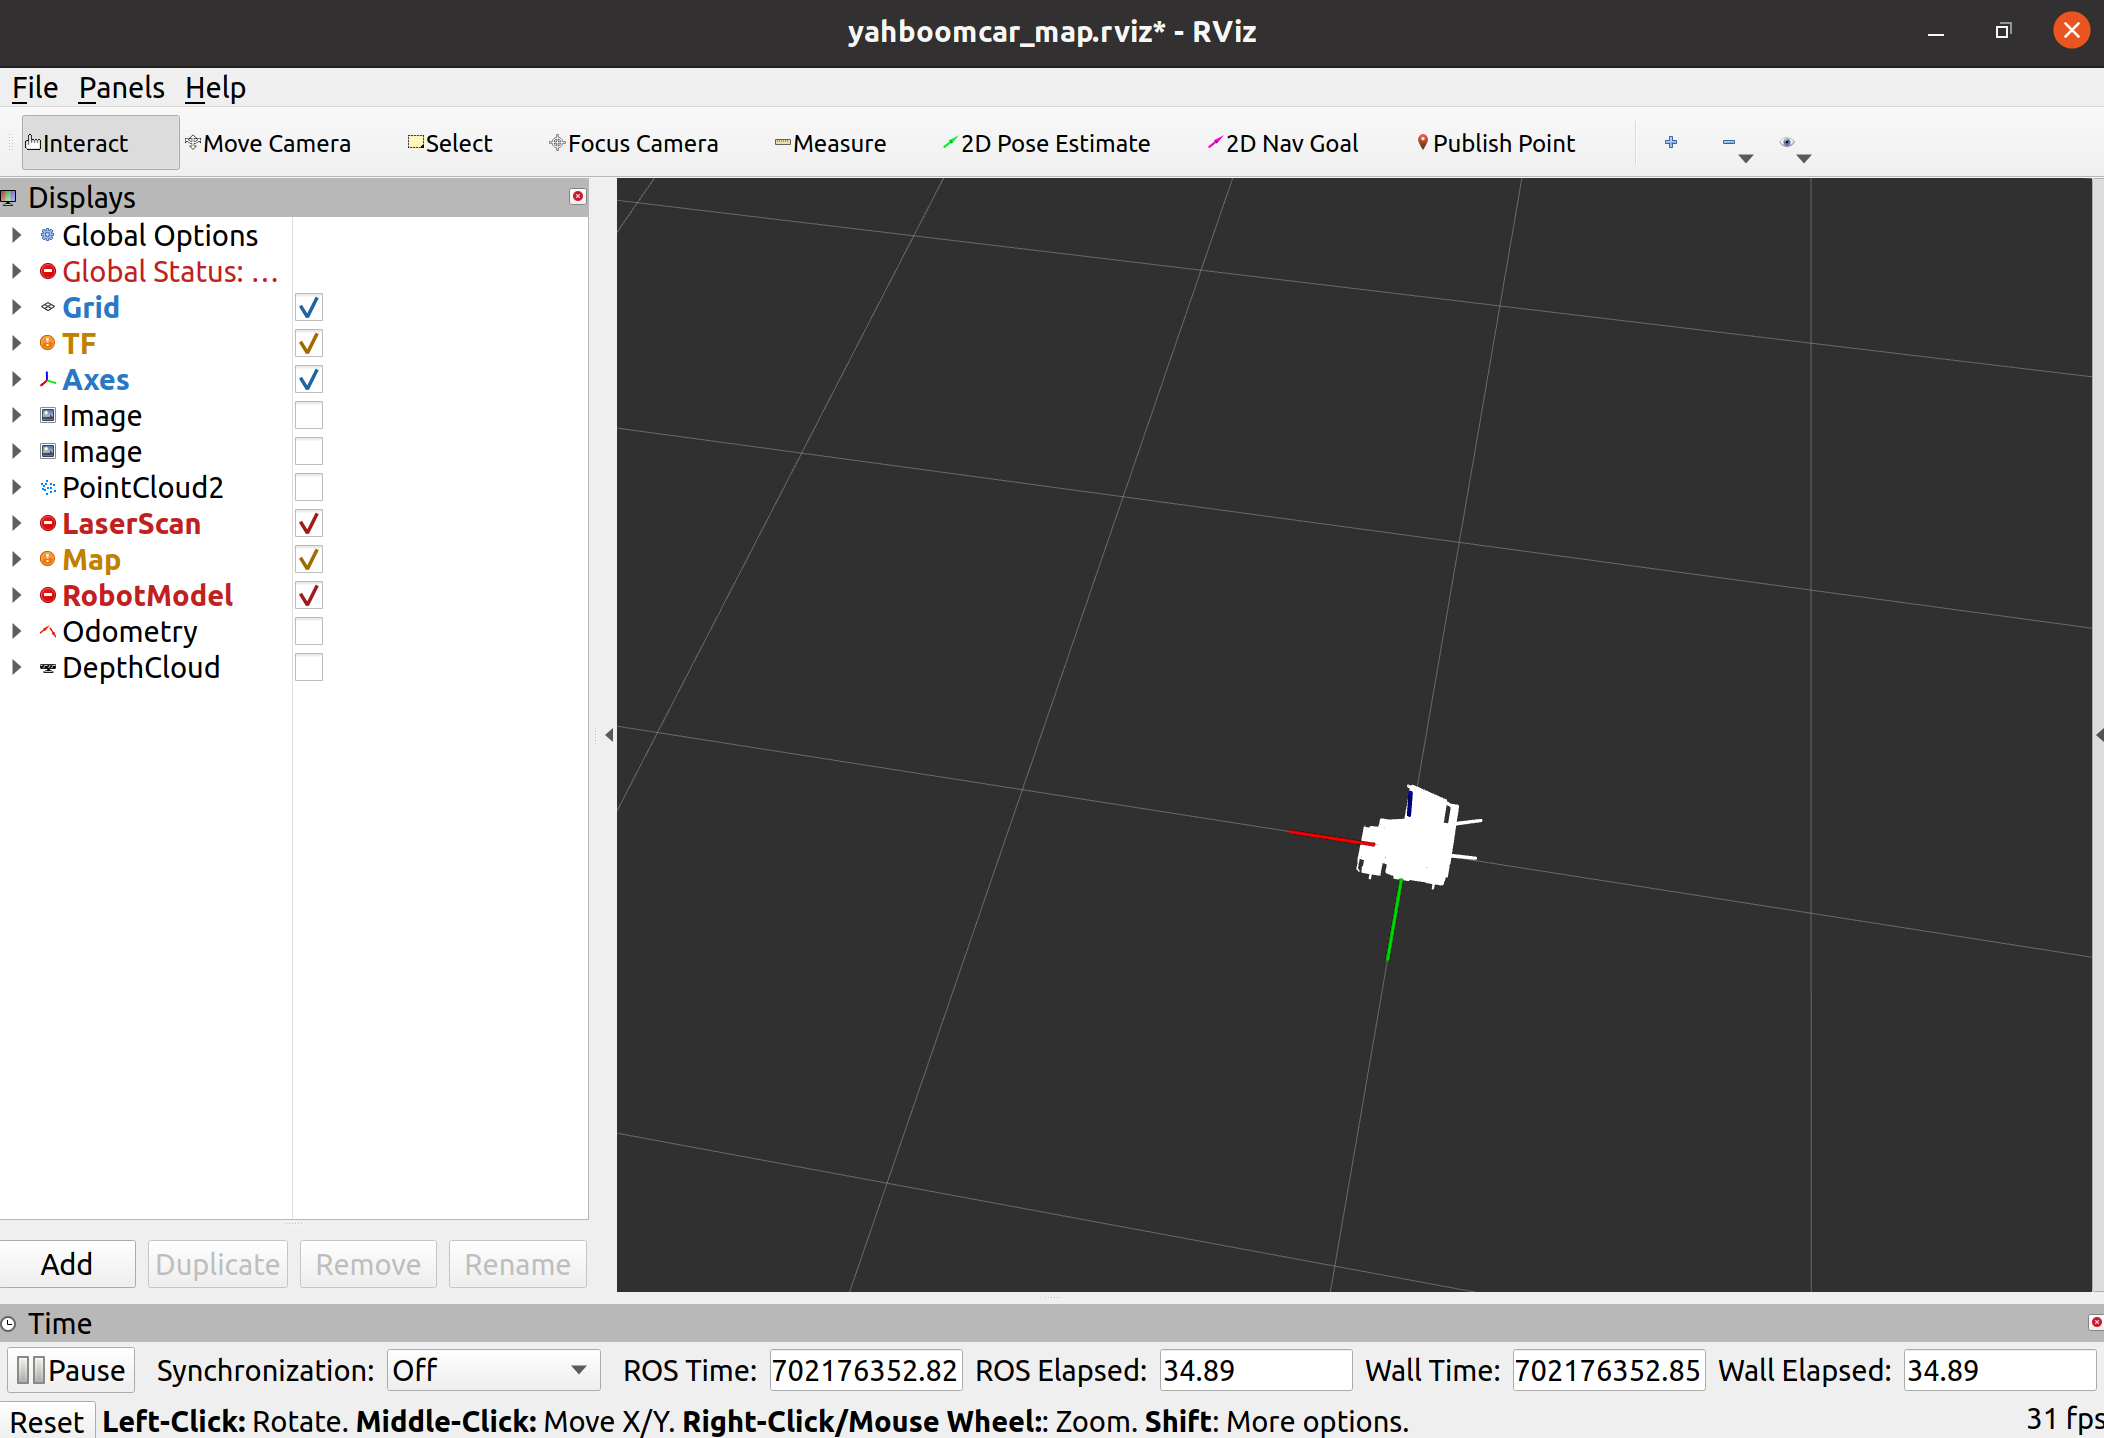 yahboomcar_map.rviz* - RViz
File Panels Help
Interact Move Camera Select Focus Camera Measure 2D Pose Estimate 2D Nav Goal Publish Point
Displays
Global Options
Global Status: ...
Grid
TF
Axes
Image
Image
PointCloud2
LaserScan
Map
RobotModel
Odometry
DepthCloud
Add Duplicate Remove Rename
Time
Pause Synchronization: Off ROS Time: 702176352.82 ROS Elapsed: 34.89 Wall Time: 702176352.85 Wall Elapsed: 34.89
Reset Left-Click: Rotate. Middle-Click: Move X/Y. Right-Click/Mouse Wheel:: Zoom. Shift: More options. 31 fps